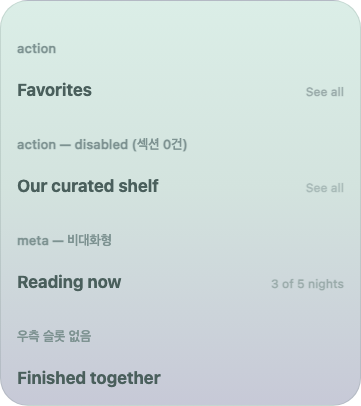 action
Favorites See all
action — disabled (섹션 0건)
Our curated shelf See all
meta — 비대화형
Reading now 3 of 5 nights
우측 슬롯 없음
Finished together